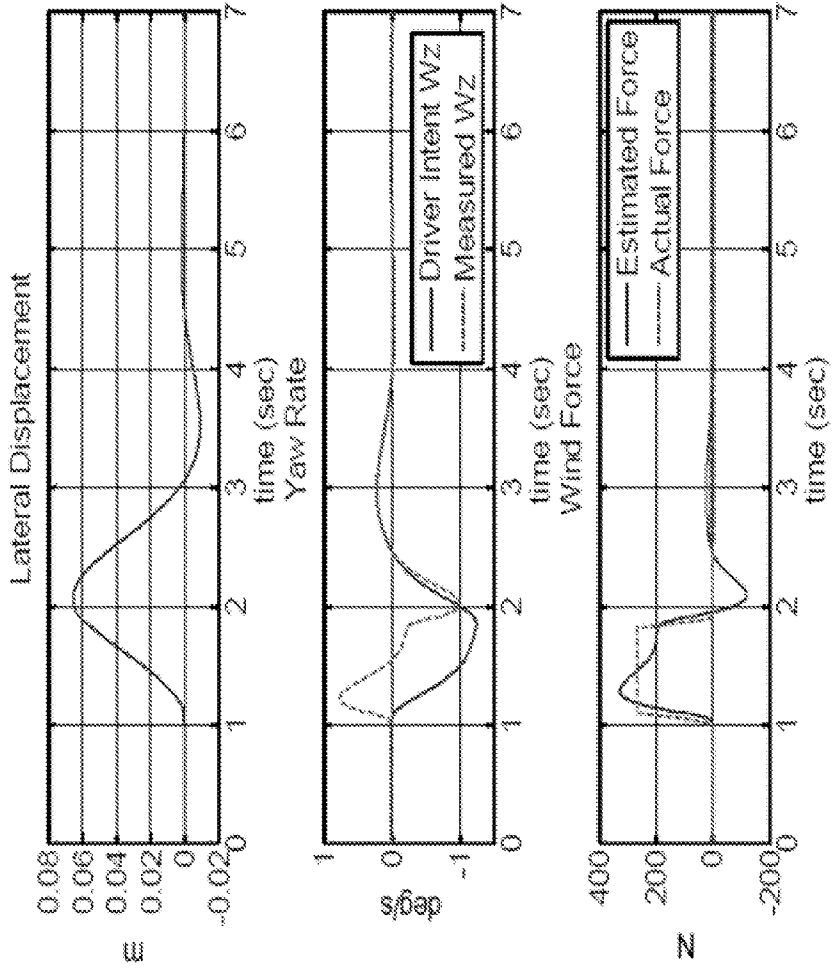 Lateral Displacement
0.08
0.06
0.04
0.02
0
-0.02
m
0 1 2 3 4 5 6 7
time (sec)
Yaw Rate
1
0
-1
deg/s
Driver Intent Wz
Measured Wz
0 1 2 3 4 5 6 7
time (sec)
Wind Force
400
200
0
-200
N
Estimated Force
Actual Force
0 1 2 3 4 5 6 7
time (sec)